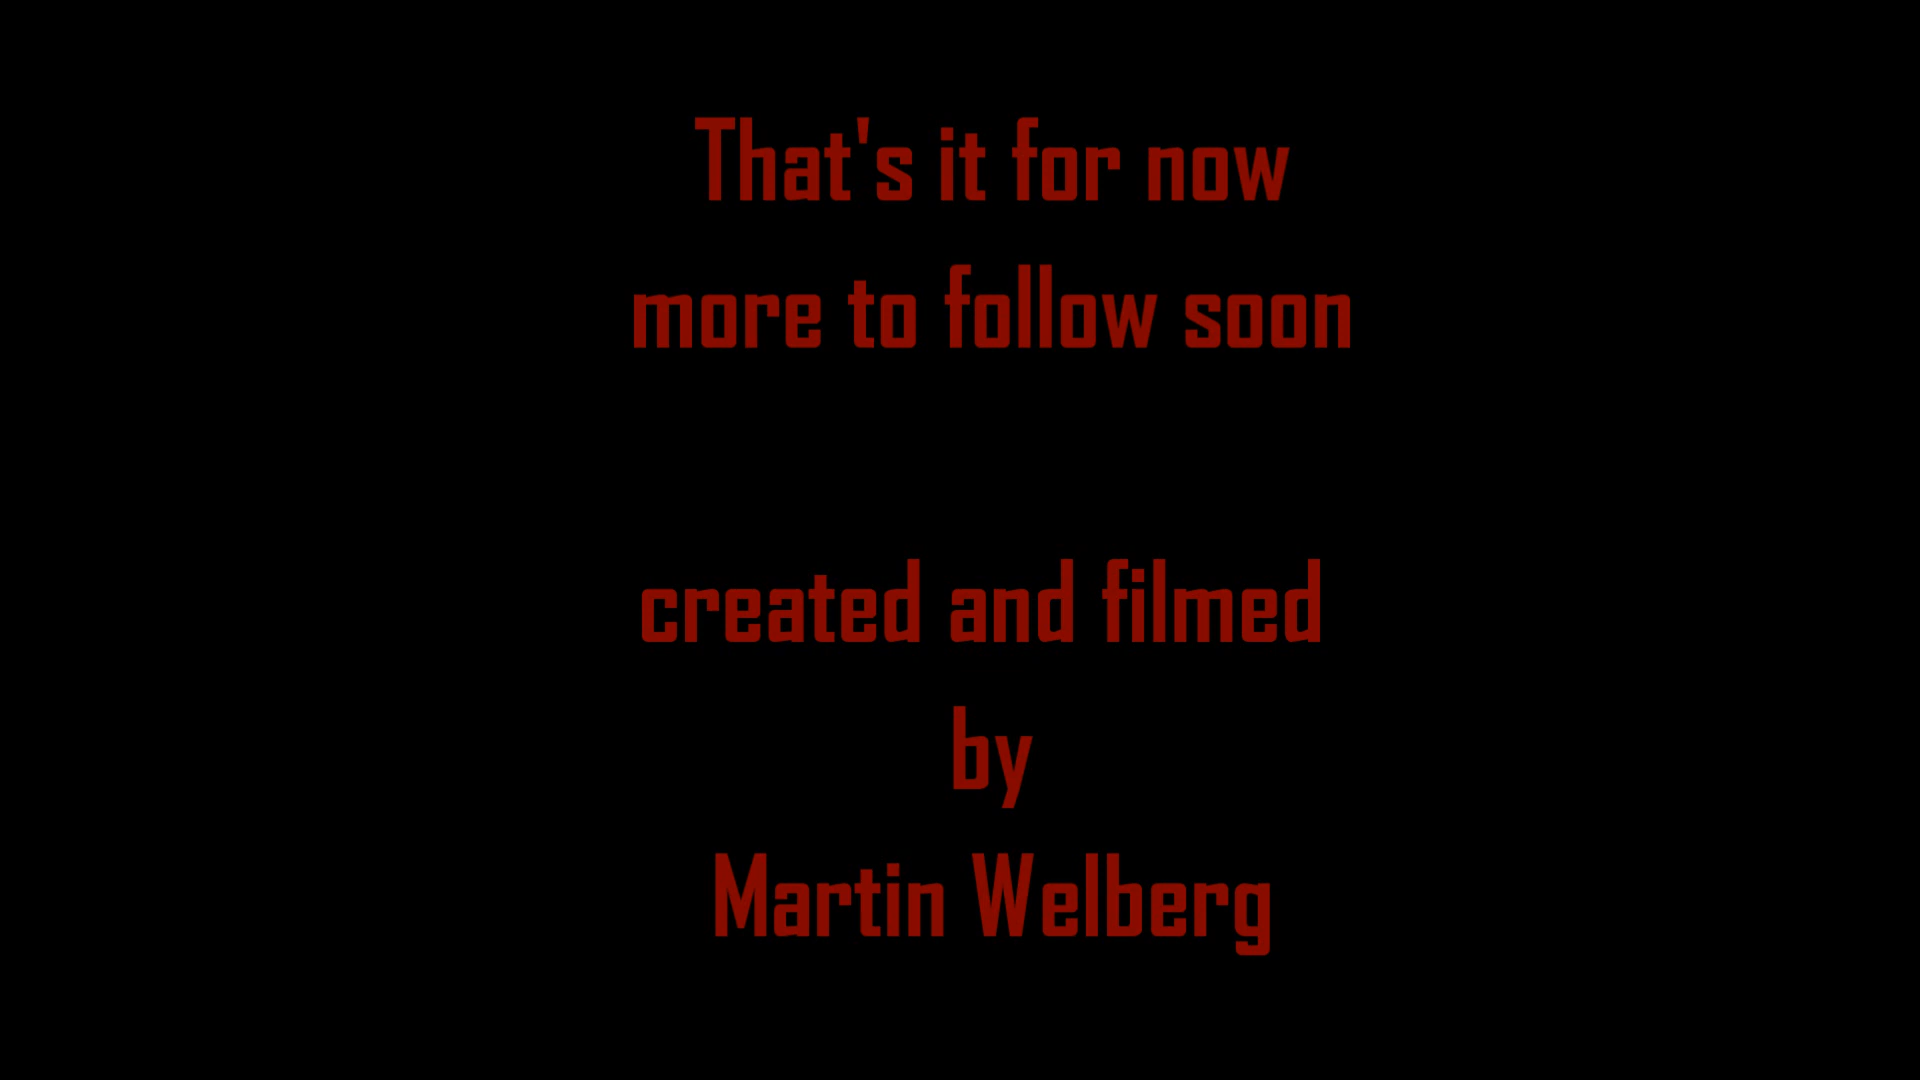 That's it for now
more to follow soon
created and filmed
by
Martin Welberg